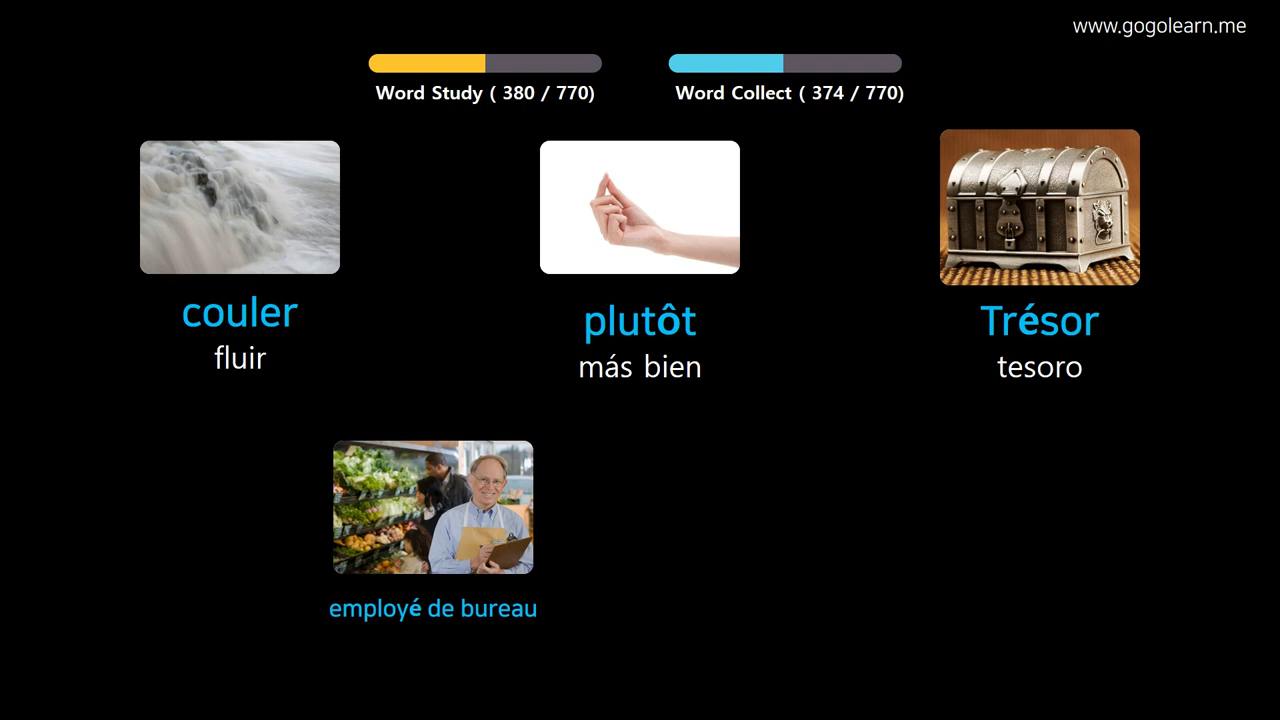 www.gogolearn.me
Word Study ( 380 / 770)
Word Collect ( 374 / 770)
couler
fluir
plutôt
más bien
Trésor
tesoro
employé de bureau